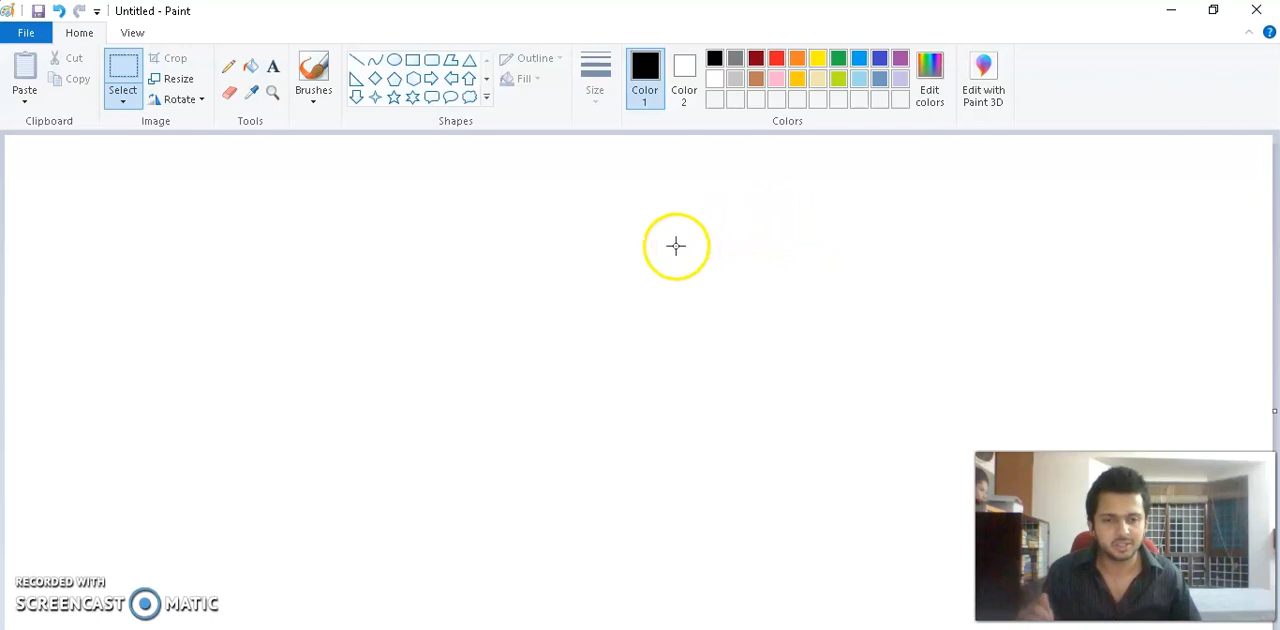 Untitled - Paint
File Home View
Paste
Cut
Copy
Clipboard
Select
Crop
Resize
Rotate
Image
A
Tools
Brushes
Outline
Fill
Shapes
Size
Color 1
Color 2
Edit colors
Colors
Edit with Paint 3D
RECORDED WITH
SCREENCAST MATIC